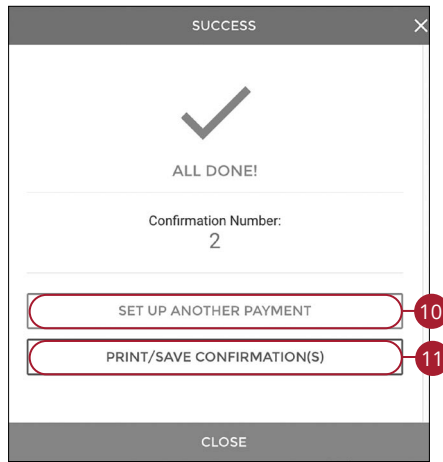 SUCCESS
ALL DONE!
Confirmation Number:
2
SET UP ANOTHER PAYMENT 10
PRINT/SAVE CONFIRMATION(S) 11
CLOSE